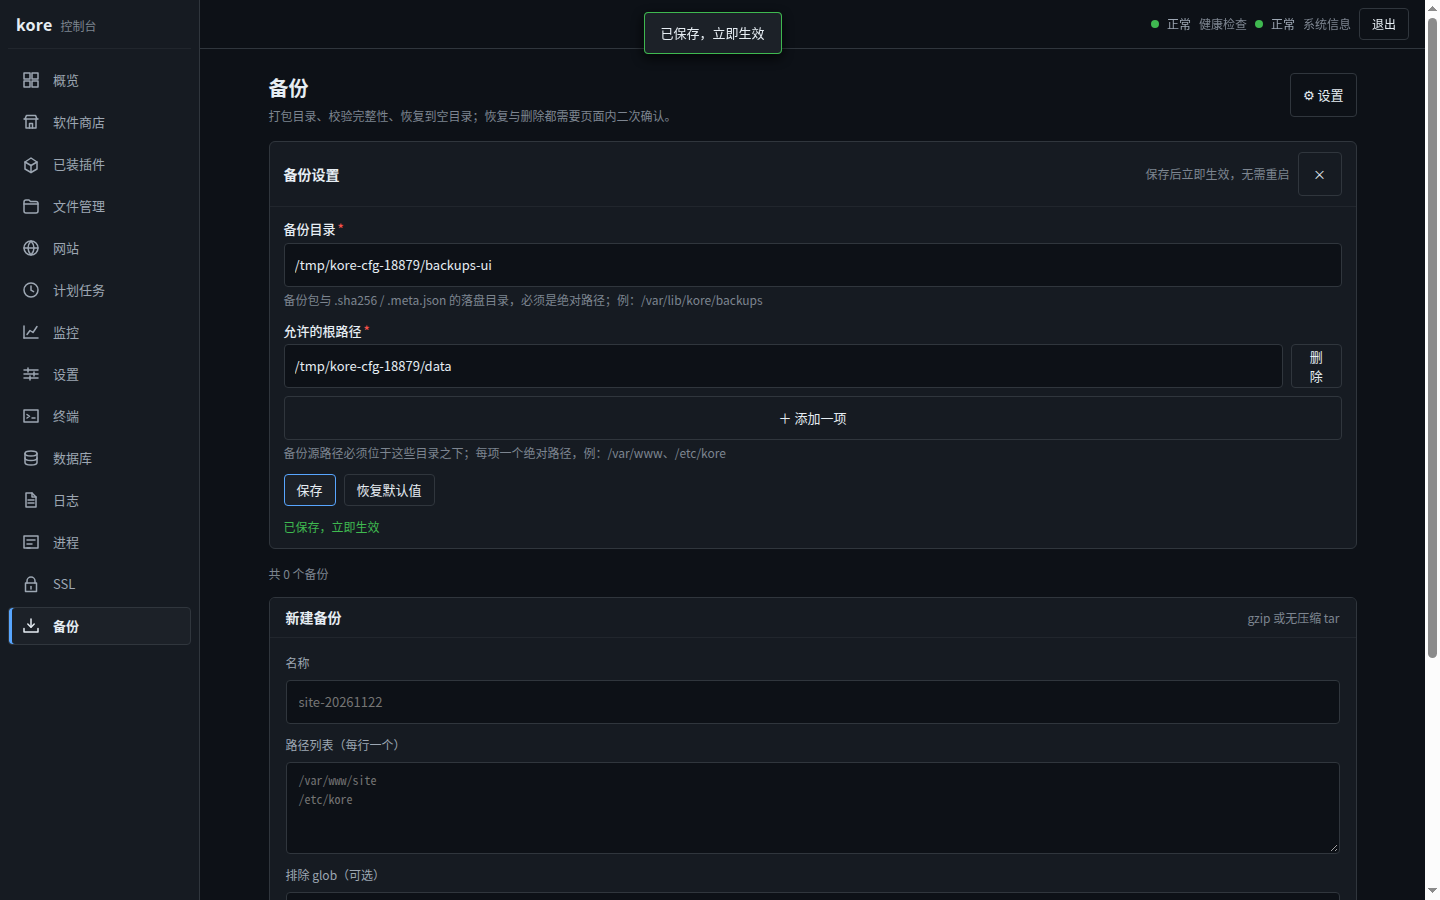 kore 控制台
已保存，立即生效
正常 健康检查 正常 系统信息 退出
概览
软件商店
已装插件
文件管理
网站
计划任务
监控
设置
终端
数据库
日志
进程
SSL
备份
备份
⚙ 设置
打包目录、校验完整性、恢复到空目录；恢复与删除都需要页面内二次确认。
备份设置
保存后立即生效，无需重启 ×
备份目录 *
/tmp/kore-cfg-18879/backups-ui
备份包与 .sha256 / .meta.json 的落盘目录，必须是绝对路径；例：/var/lib/kore/backups
允许的根路径 *
/tmp/kore-cfg-18879/data
删
除
＋ 添加一项
备份源路径必须位于这些目录之下；每项一个绝对路径，例：/var/www、/etc/kore
保存 恢复默认值
已保存，立即生效
共 0 个备份
新建备份 gzip 或无压缩 tar
名称
site-20261122
路径列表（每行一个）
/var/www/site
/etc/kore
排除 glob（可选）